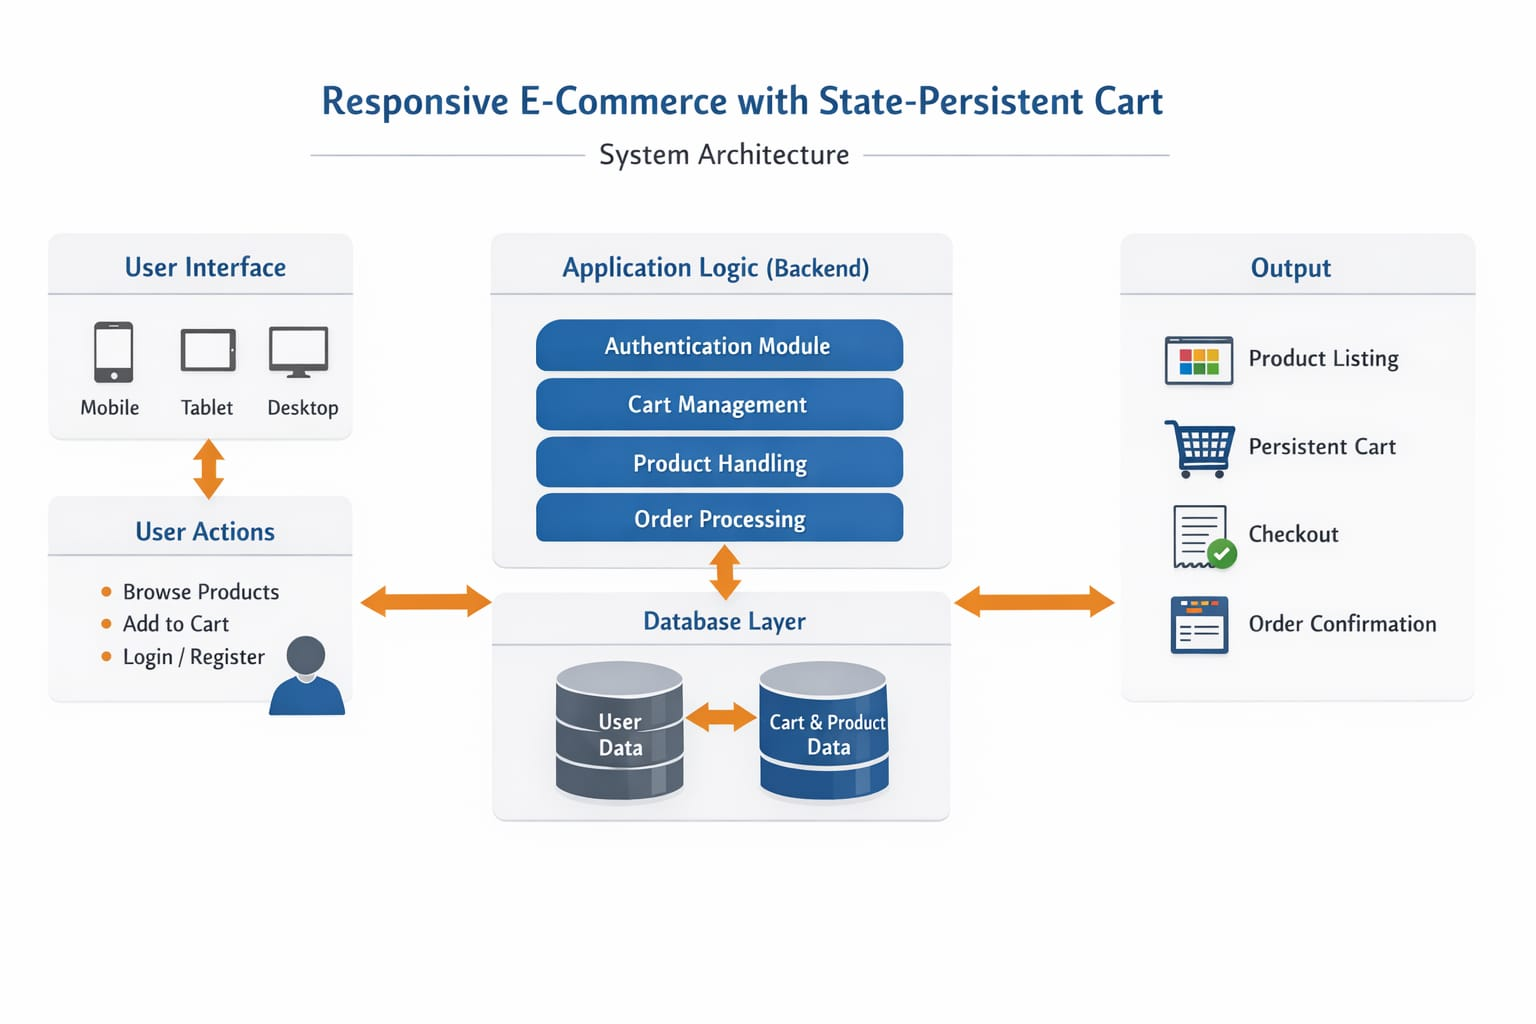 Responsive E-Commerce with State-Persistent Cart
System Architecture
User Interface
Mobile
Tablet
Desktop
User Actions
Browse Products
Add to Cart
Login / Register
Application Logic (Backend)
Authentication Module
Cart Management
Product Handling
Order Processing
Database Layer
User
Data
Cart & Product
Data
Output
Product Listing
Persistent Cart
Checkout
Order Confirmation